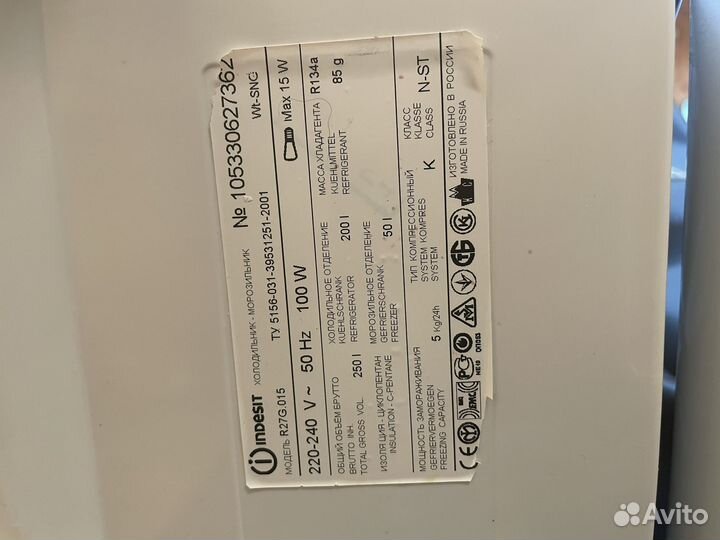 INDESIT ХОЛОДИЛЬНИК - МОРОЗИЛЬНИК № 105330627362
МОДЕЛЬ R27G.015 ТУ 5156-031-39531251-2001 Wt-SNG
220-240 V ~ 50 Hz 100 W Max 15 W
ОБЩИЙ ОБЪЁМ БРУТТО
BRUTTO INH.
TOTAL GROSS VOL 250 l
ХОЛОДИЛЬНОЕ ОТДЕЛЕНИЕ
KUEHLSCHRANK
REFRIGERATOR 200 l
МАССА ХЛАДАГЕНТА
KUEHLMITTEL
REFRIGERANT
R134a
85 g
ИЗОЛЯЦИЯ - ЦИКЛОПЕНТАН
INSULATION - C-PENTANE
МОРОЗИЛЬНОЕ ОТДЕЛЕНИЕ
GEFRIERSCHRANK
FREEZER 50 l
МОЩНОСТЬ ЗАМОРАЖИВАНИЯ
GEFRIERVERMOEGEN
FREEZING CAPACITY
5 Kg/24h
ТИП КОМПРЕССИОННЫЙ
SYSTEM KOMPRES
SYSTEM
K
КЛАСС
KLASSE
CLASS
N-ST
ИЗГОТОВЛЕНО В РОССИИ
MADE IN RUSSIA
Avito